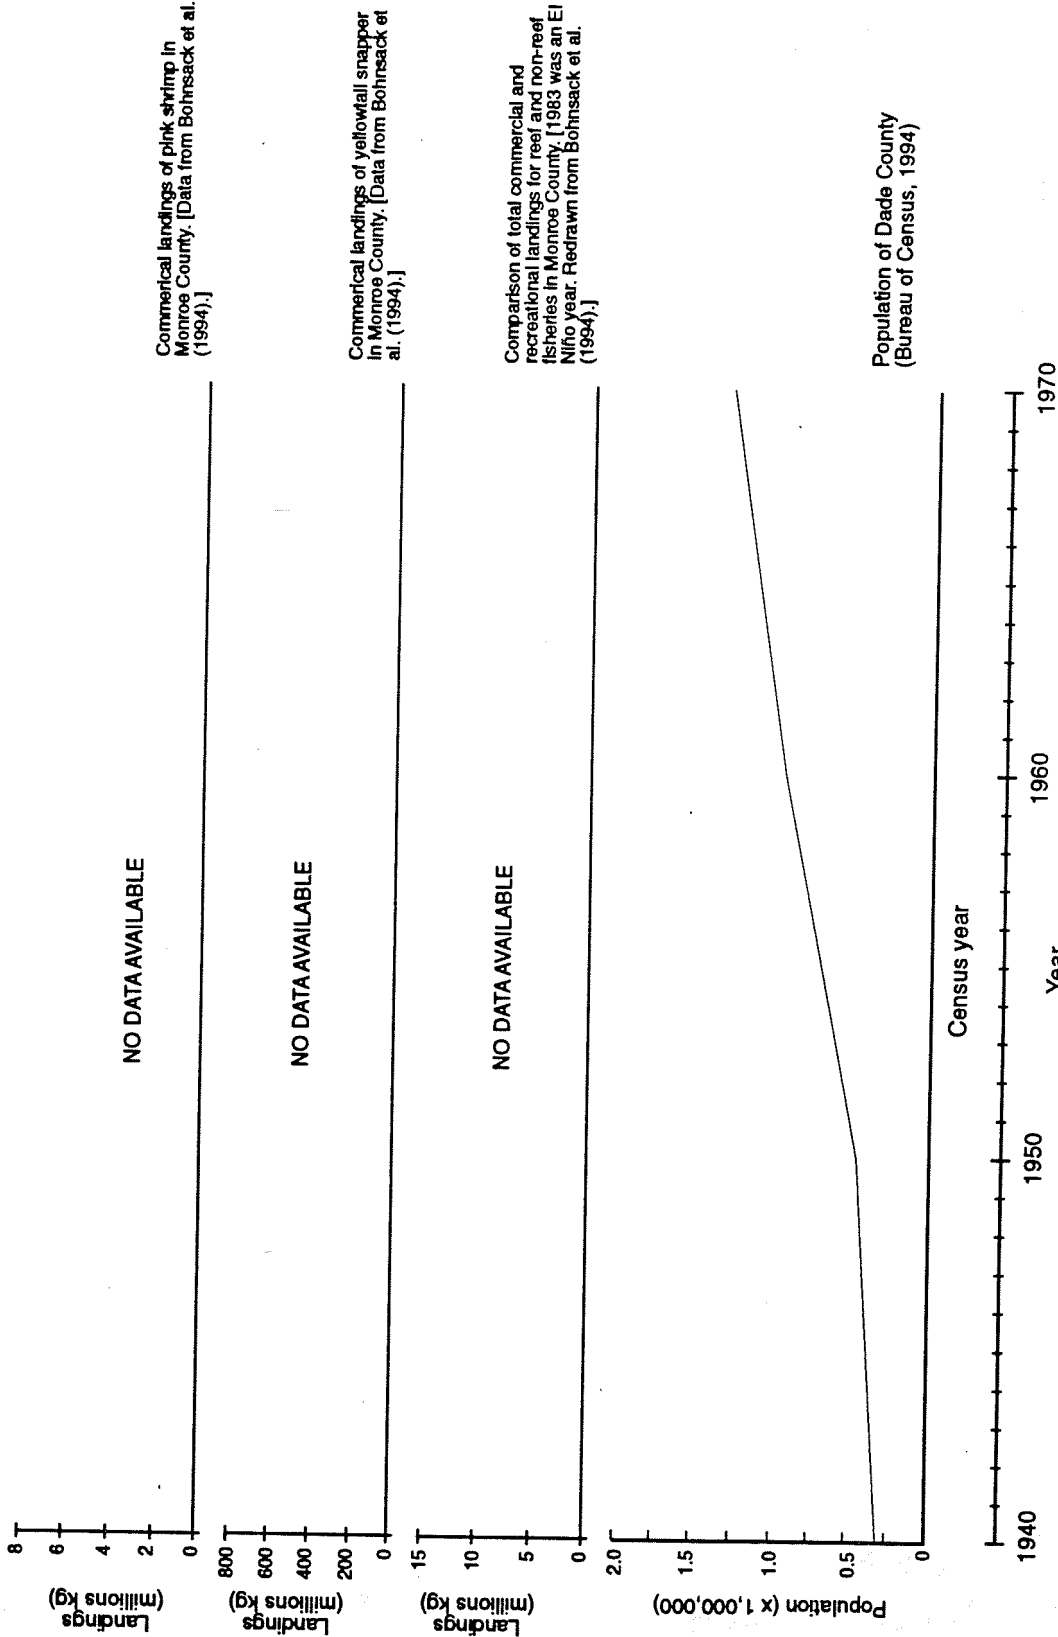 Landings
(millions kg)
8
6
4
2
0
NO DATA AVAILABLE
Commerical landings of pink shrimp in
Monroe County. [Data from Bohnsack et al.
(1994).]
Landings
(millions kg)
800
600
400
200
0
NO DATA AVAILABLE
Commerical landings of yellowtail snapper
in Monroe County. [Data from Bohnsack et
al. (1994).]
Landings
(millions kg)
15
10
5
0
NO DATA AVAILABLE
Comparison of total commercial and
recreational landings for reef and non-reef
fisheries in Monroe County. [1983 was an El
Niño year. Redrawn from Bohnsack et al.
(1994).]
Population (x 1,000,000)
2.0
1.5
1.0
0.5
0
Population of Dade County
(Bureau of Census, 1994)
Census year
1940
1950
1960
1970
Year